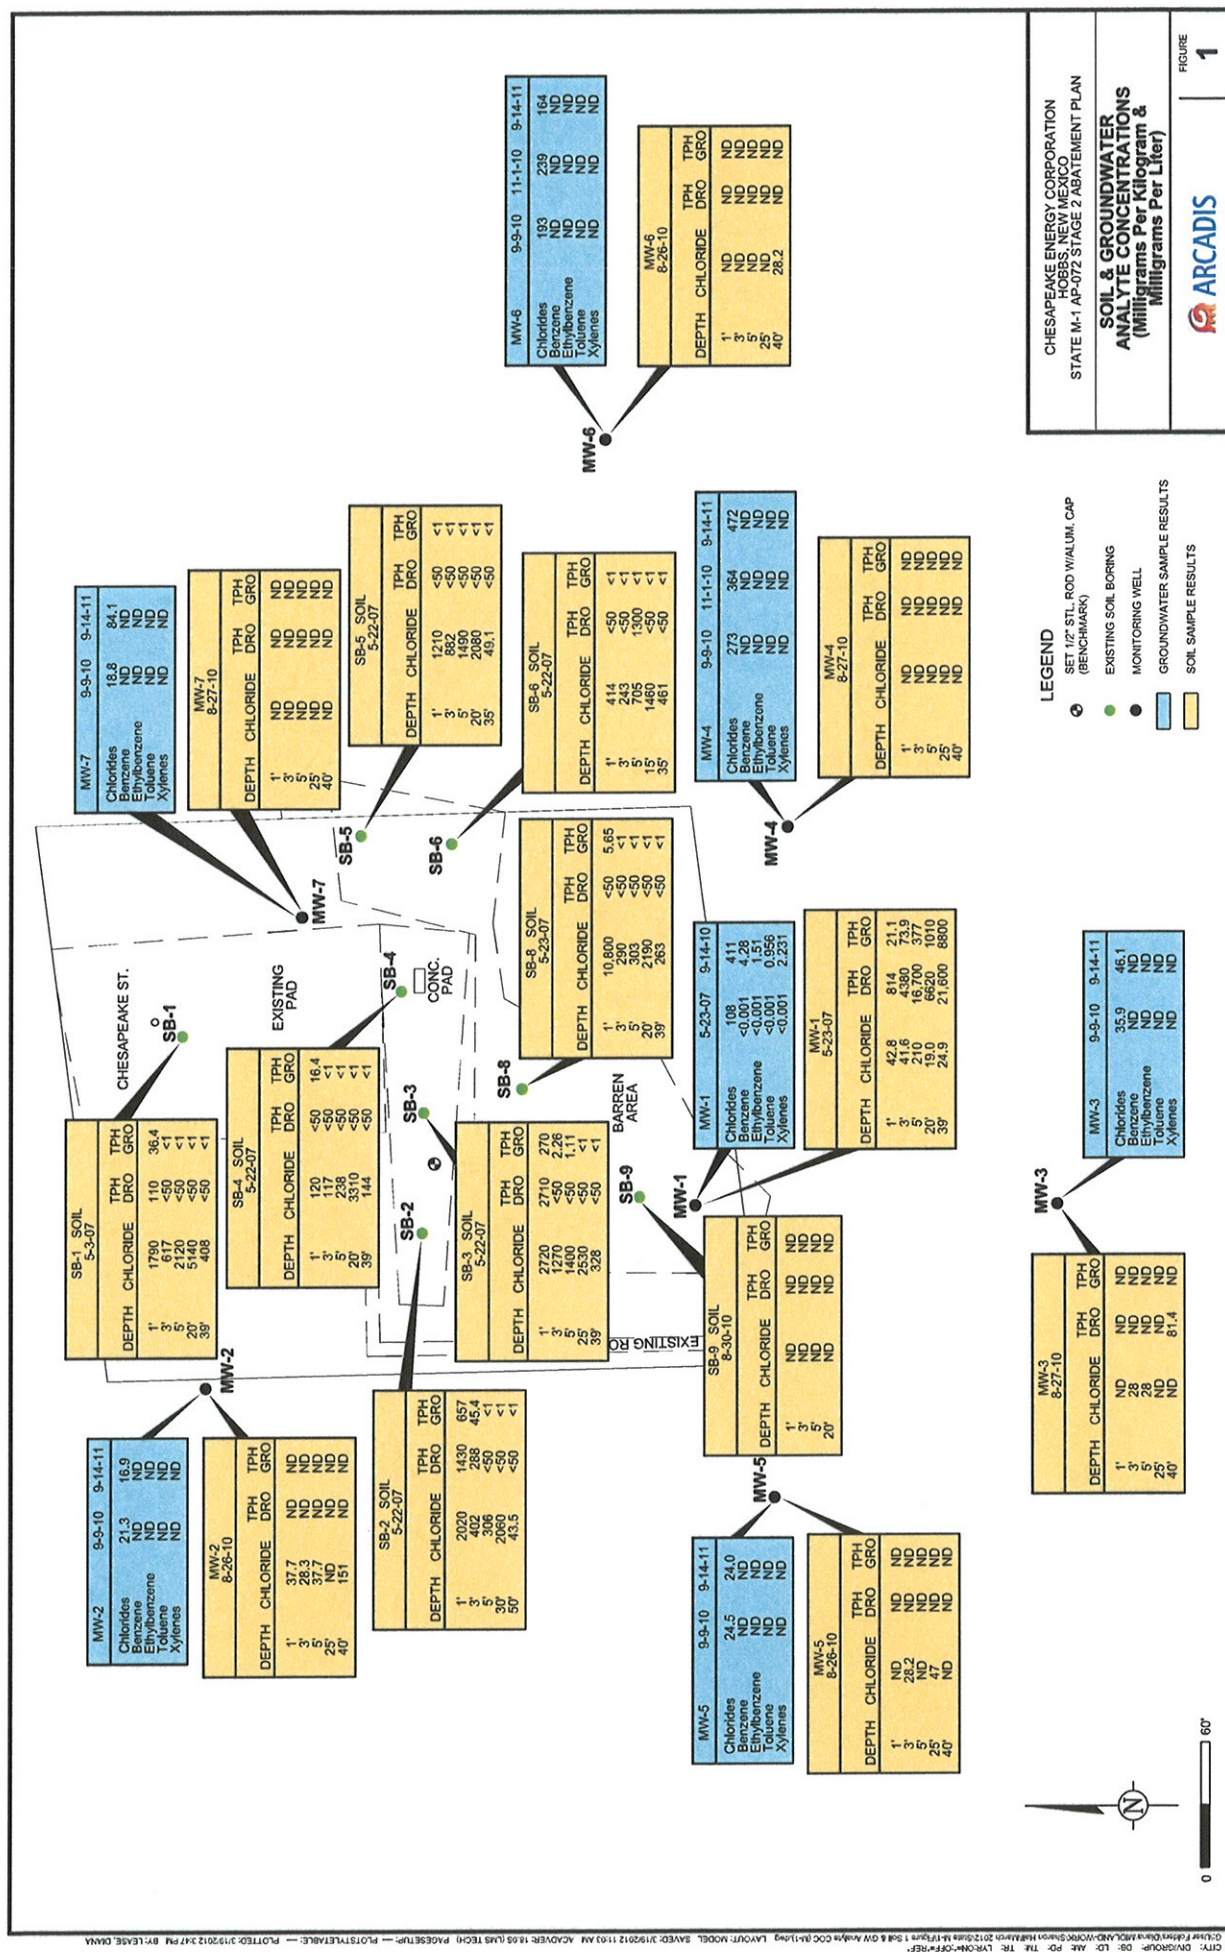 MW-2 9-9-10 9-14-11
Chlorides 21.3 16.9
Benzene ND ND
Ethylbenzene ND ND
Toluene ND ND
Xylenes ND ND
MW-2
8-26-10
DEPTH CHLORIDE TPH DRO TPH GRO
1' 37.7 ND ND
3' 28.3 ND ND
5' 37.7 ND ND
25' ND ND ND
40' 151 ND ND
MW-2
SB-1 SOIL
5-3-07
DEPTH CHLORIDE TPH DRO TPH GRO
1' 1790 110 36.4
3' 617 <50 <1
5' 2120 <50 <1
20' 5140 <50 <1
39' 408 <50 <1
CHESAPEAKE ST.
SB-1
MW-7 9-9-10 9-14-11
Chlorides 18.8 84.1
Benzene ND ND
Ethylbenzene ND ND
Toluene ND ND
Xylenes ND ND
MW-7
8-27-10
DEPTH CHLORIDE TPH DRO TPH GRO
1' ND ND ND
3' ND ND ND
5' ND ND ND
25' ND ND ND
40' ND ND ND
MW-7
EXISTING
PAD
SB-4 SOIL
5-22-07
DEPTH CHLORIDE TPH DRO TPH GRO
1' 120 <50 16.4
3' 117 <50 <1
5' 238 <50 <1
20' 3310 <50 <1
39' 144 <50 <1
SB-4
CONC.
PAD
SB-5 SOIL
5-22-07
DEPTH CHLORIDE TPH DRO TPH GRO
1' 1210 <50 <1
3' 882 <50 <1
5' 1490 <50 <1
20' 2080 <50 <1
35' 49.1 <50 <1
SB-5
SB-2 SOIL
5-22-07
DEPTH CHLORIDE TPH DRO TPH GRO
1' 2020 1430 657
3' 402 288 45.4
5' 306 <50 <1
30' 2060 <50 <1
50' 43.5 <50 <1
SB-2
SB-3
SB-3 SOIL
5-22-07
DEPTH CHLORIDE TPH DRO TPH GRO
1' 2720 2710 270
3' 1270 <50 2.26
5' 1400 <50 1.11
25' 2530 <50 <1
39' 328 <50 <1
SB-6
SB-6 SOIL
5-22-07
DEPTH CHLORIDE TPH DRO TPH GRO
1' 414 <50 <1
3' 243 <50 <1
5' 705 1300 <1
15' 1460 <50 <1
35' 461 <50 <1
SB-8
SB-8 SOIL
5-23-07
DEPTH CHLORIDE TPH DRO TPH GRO
1' 10,800 <50 5.65
3' 290 <50 <1
5' 303 <50 <1
20' 2190 <50 <1
39' 263 <50 <1
MW-6 9-9-10 11-1-10 9-14-11
Chlorides 193 239 164
Benzene ND ND ND
Ethylbenzene ND ND ND
Toluene ND ND ND
Xylenes ND ND ND
MW-6
8-26-10
DEPTH CHLORIDE TPH DRO TPH GRO
1' ND ND ND
3' ND ND ND
5' ND ND ND
25' ND ND ND
40' 28.2 ND ND
MW-6
EXISTING RO
BARREN
AREA
SB-9
SB-9 SOIL
8-30-10
DEPTH CHLORIDE TPH DRO TPH GRO
1' ND ND ND
3' ND ND ND
5' ND ND ND
20' ND ND ND
MW-1
MW-1 5-23-07 9-14-10
Chlorides 108 411
Benzene <0.001 4.28
Ethylbenzene <0.001 1.51
Toluene <0.001 0.956
Xylenes <0.001 2.231
MW-1
5-23-07
DEPTH CHLORIDE TPH DRO TPH GRO
1' 42.8 814 21.1
3' 41.6 4380 73.9
5' 210 16,700 377
20' 19.0 6620 1010
39' 24.9 21,600 8800
MW-4 9-9-10 11-1-10 9-14-11
Chlorides 273 364 472
Benzene ND ND ND
Ethylbenzene ND ND ND
Toluene ND ND ND
Xylenes ND ND ND
MW-4
MW-4
8-27-10
DEPTH CHLORIDE TPH DRO TPH GRO
1' ND ND ND
3' ND ND ND
5' ND ND ND
25' ND ND ND
40' ND ND ND
MW-5 9-9-10 9-14-11
Chlorides 24.5 24.0
Benzene ND ND
Ethylbenzene ND ND
Toluene ND ND
Xylenes ND ND
MW-5
MW-5
8-26-10
DEPTH CHLORIDE TPH DRO TPH GRO
1' ND ND ND
3' 28.2 ND ND
5' ND ND ND
25' 47 ND ND
40' ND ND ND
MW-3
MW-3
8-27-10
DEPTH CHLORIDE TPH DRO TPH GRO
1' ND ND ND
3' 28 ND ND
5' 28 ND ND
25' ND ND ND
40' ND 81.4 ND
MW-3 9-9-10 9-14-11
Chlorides 35.9 46.1
Benzene ND ND
Ethylbenzene ND ND
Toluene ND ND
Xylenes ND ND
N
0 60'
LEGEND
SET 1/2" STL. ROD W/ALUM. CAP
(BENCHMARK)
EXISTING SOIL BORING
MONITORING WELL
GROUNDWATER SAMPLE RESULTS
SOIL SAMPLE RESULTS
CHESAPEAKE ENERGY CORPORATION
HOBBS, NEW MEXICO
STATE M-1 AP-072 STAGE 2 ABATEMENT PLAN
SOIL & GROUNDWATER
ANALYTE CONCENTRATIONS
(Milligrams Per Kilogram &
Milligrams Per Liter)
ARCADIS
FIGURE
1